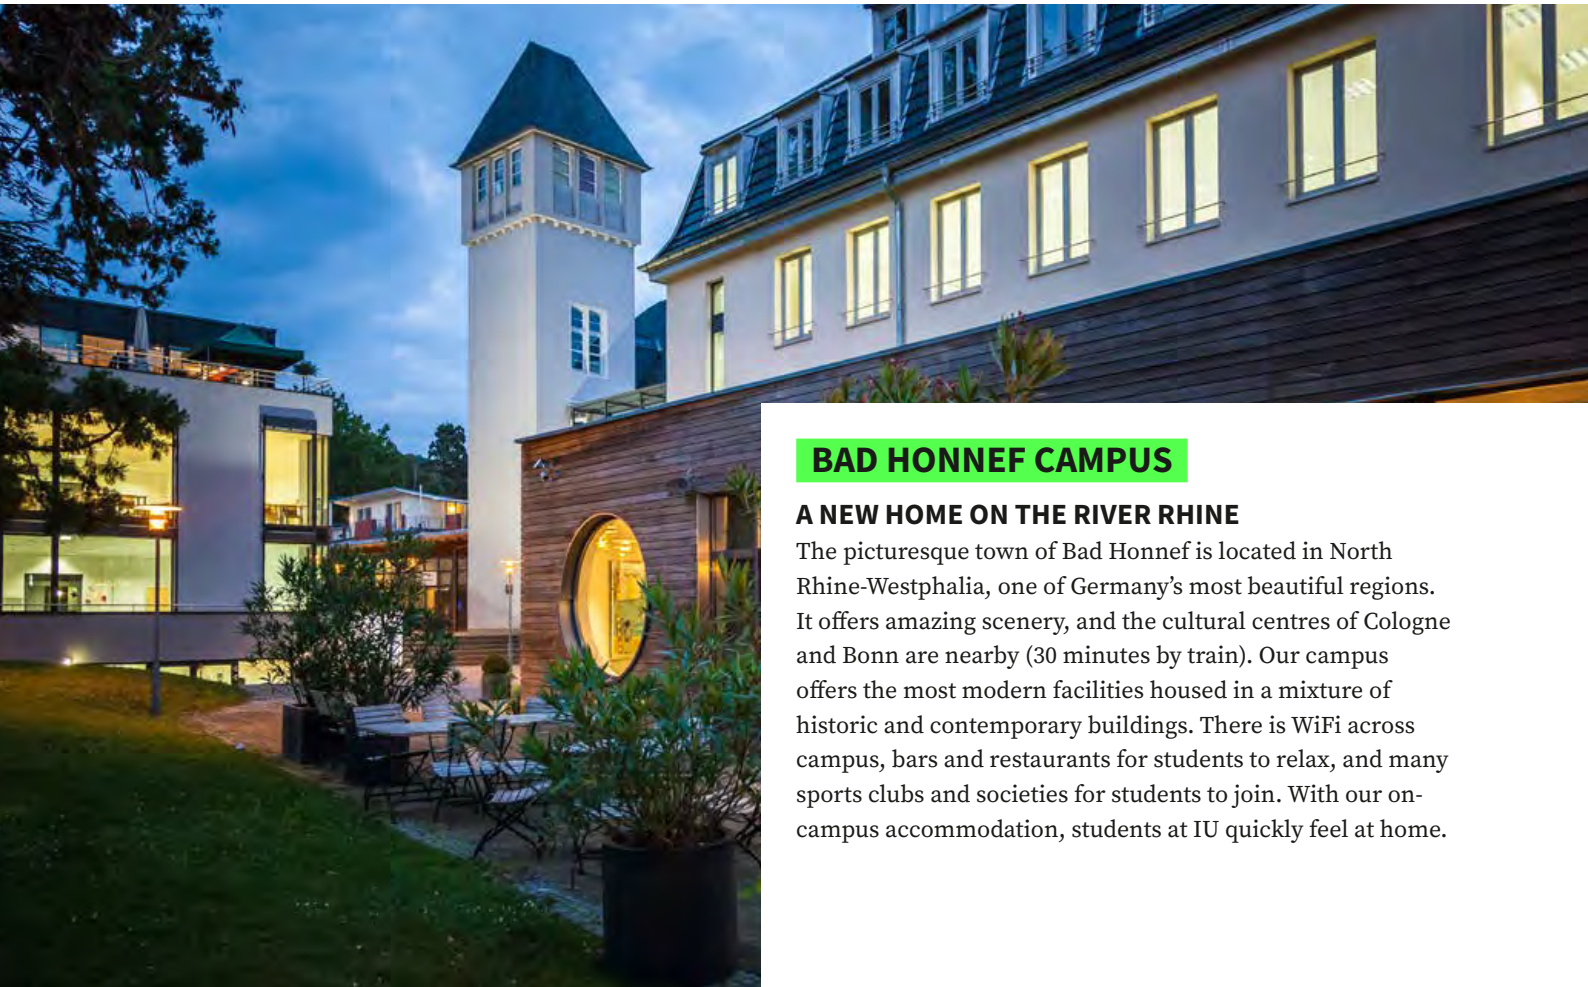 BAD HONNEF CAMPUS
A NEW HOME ON THE RIVER RHINE
The picturesque town of Bad Honnef is located in North
Rhine-Westphalia, one of Germany’s most beautiful regions.
It offers amazing scenery, and the cultural centres of Cologne
and Bonn are nearby (30 minutes by train). Our campus
offers the most modern facilities housed in a mixture of
historic and contemporary buildings. There is WiFi across
campus, bars and restaurants for students to relax, and many
sports clubs and societies for students to join. With our on-
campus accommodation, students at IU quickly feel at home.